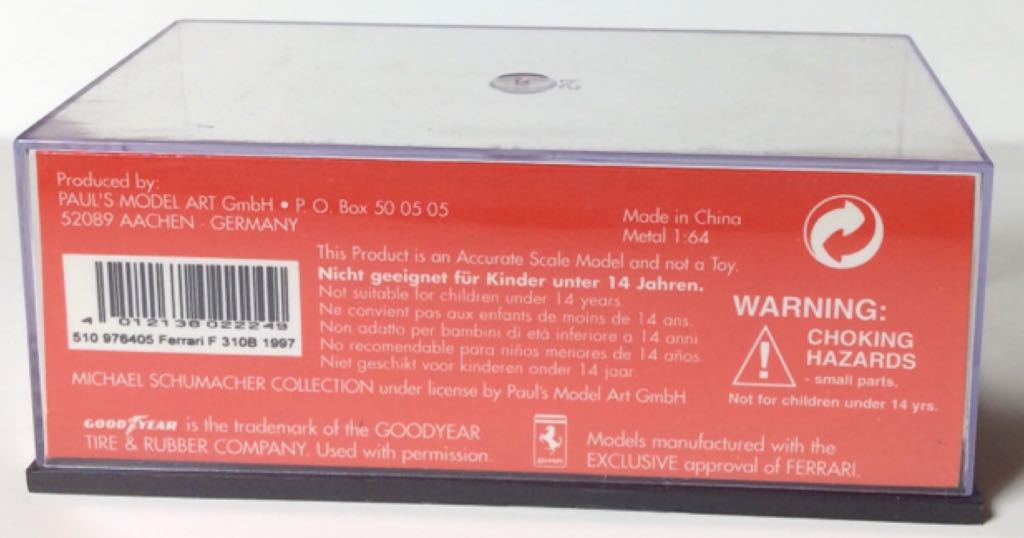 Produced by:
PAUL'S MODEL ART GmbH • P. O. Box 50 05 05
52089 AACHEN - GERMANY
Made in China
Metal 1:64
This Product is an Accurate Scale Model and not a Toy.
Nicht geeignet für Kinder unter 14 Jahren.
Not suitable for children under 14 years.
Ne convient pas aux enfants de moins de 14 ans.
Non adatto per bambini di età inferiore a 14 anni
No recomendable para niños menores de 14 años.
Niet geschikt voor kinderen onder 14 jaar.
4 012138 022249
510 976405 Ferrari F 310B 1997
WARNING:
CHOKING
HAZARDS
- small parts.
Not for children under 14 yrs.
MICHAEL SCHUMACHER COLLECTION under license by Paul's Model Art GmbH
GOODYEAR is the trademark of the GOODYEAR
TIRE & RUBBER COMPANY. Used with permission.
Models manufactured with the
EXCLUSIVE approval of FERRARI.